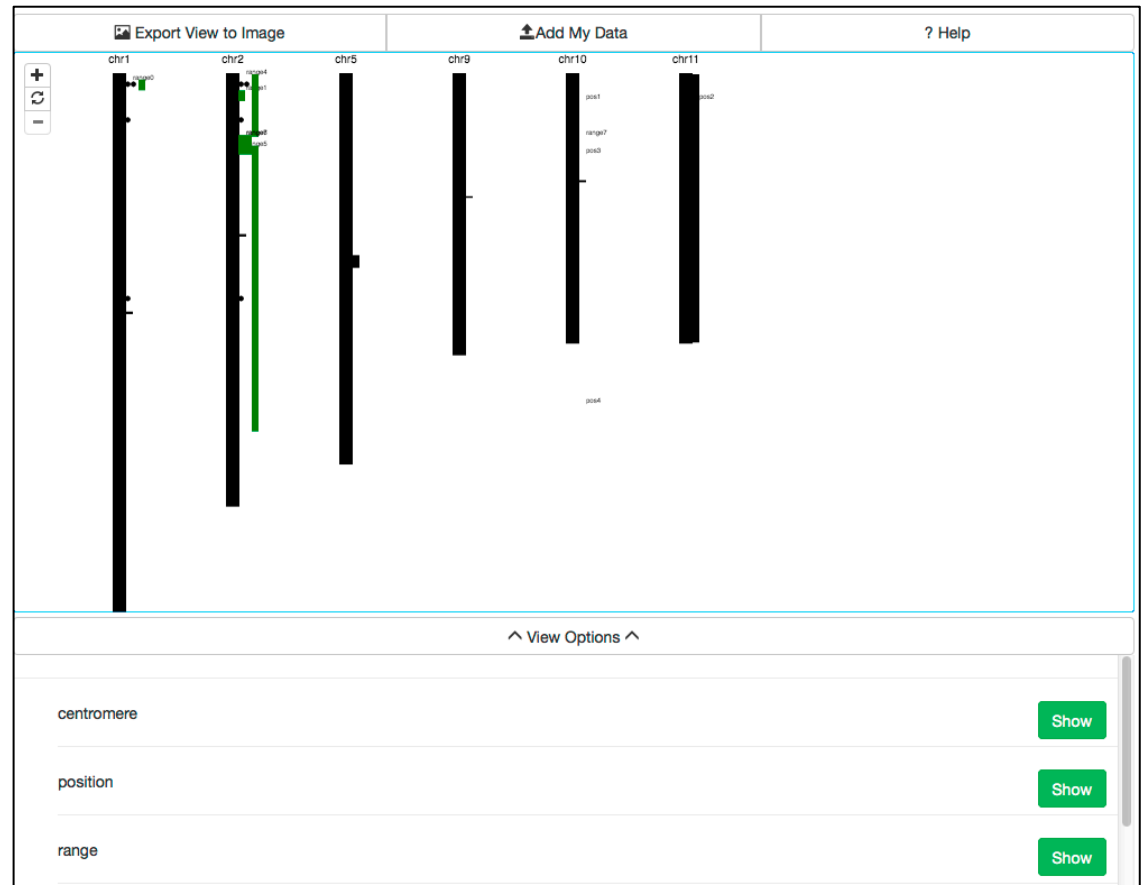 Export View to Image
Add My Data
? Help
chr1
chr2
chr5
chr9
chr10
chr11
range0
range4
pos1
pos2
range7
pos3
pos4
View Options
centromere
Show
position
Show
range
Show